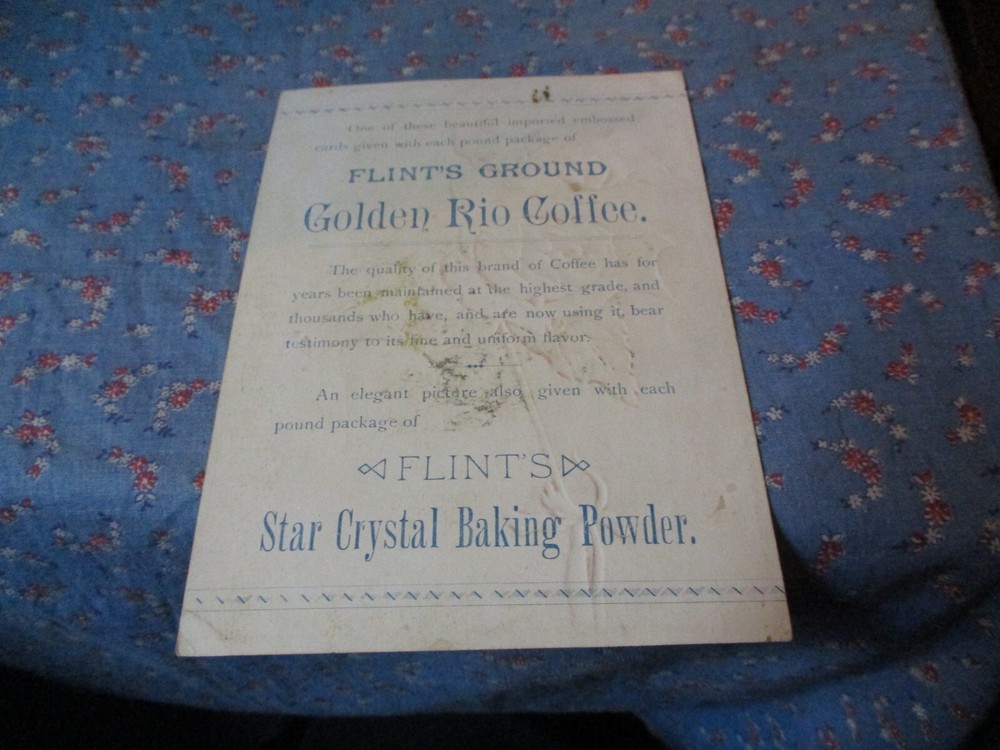 One of these beautiful imported embossed
cards given with each pound package of
FLINT'S GROUND
Golden Rio Coffee.
The quality of this brand of Coffee has for
years been maintained at the highest grade, and
thousands who have, and are now using it, bear
testimony to its fine and uniform flavor.
An elegant picture also given with each
pound package of
FLINT'S
Star Crystal Baking Powder.